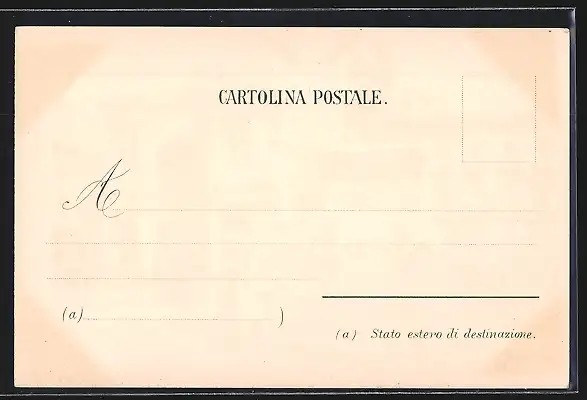 CARTOLINA POSTALE.
A
(a) )
(a) Stato estero di destinazione.